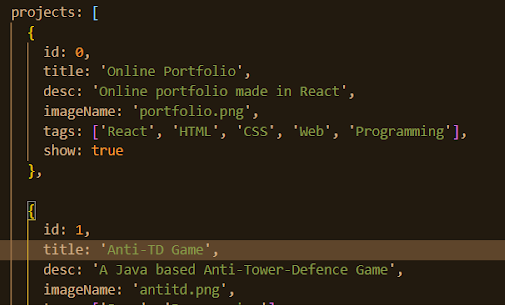 projects: [
{
id: 0,
title: 'Online Portfolio',
desc: 'Online portfolio made in React',
imageName: 'portfolio.png',
tags: ['React', 'HTML', 'CSS', 'Web', 'Programming'],
show: true
},
{
id: 1,
title: 'Anti-TD Game',
desc: 'A Java based Anti-Tower-Defence Game',
imageName: 'antitd.png',